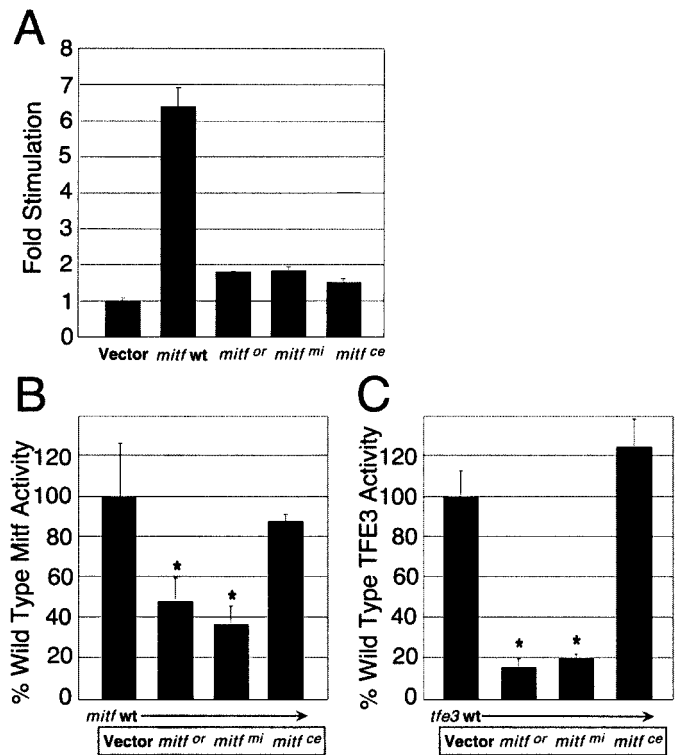 A
Fold Stimulation
8
7
6
5
4
3
2
1
0
Vector mitf wt mitf or mitf mi mitf ce
B
% Wild Type Mitf Activity
120
100
80
60
40
20
0
* *
mitf wt
Vector mitf or mitf mi mitf ce
C
% Wild Type TFE3 Activity
120
100
80
60
40
20
0
* *
tfe3 wt
Vector mitf or mitf mi mitf ce